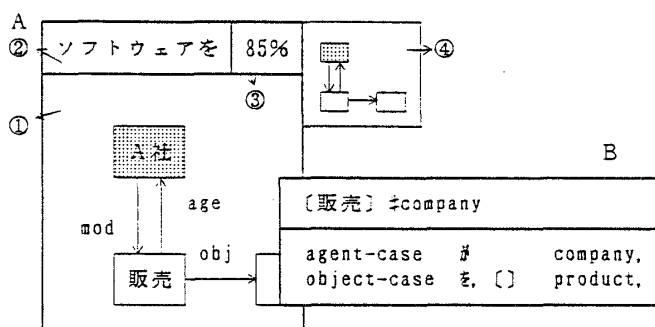 A
② ソフトウェアを 85% ④
③
①
A社
B
age
mod
obj
販売
〔販売〕 ‡company
agent-case が company,
object-case を, [] product,